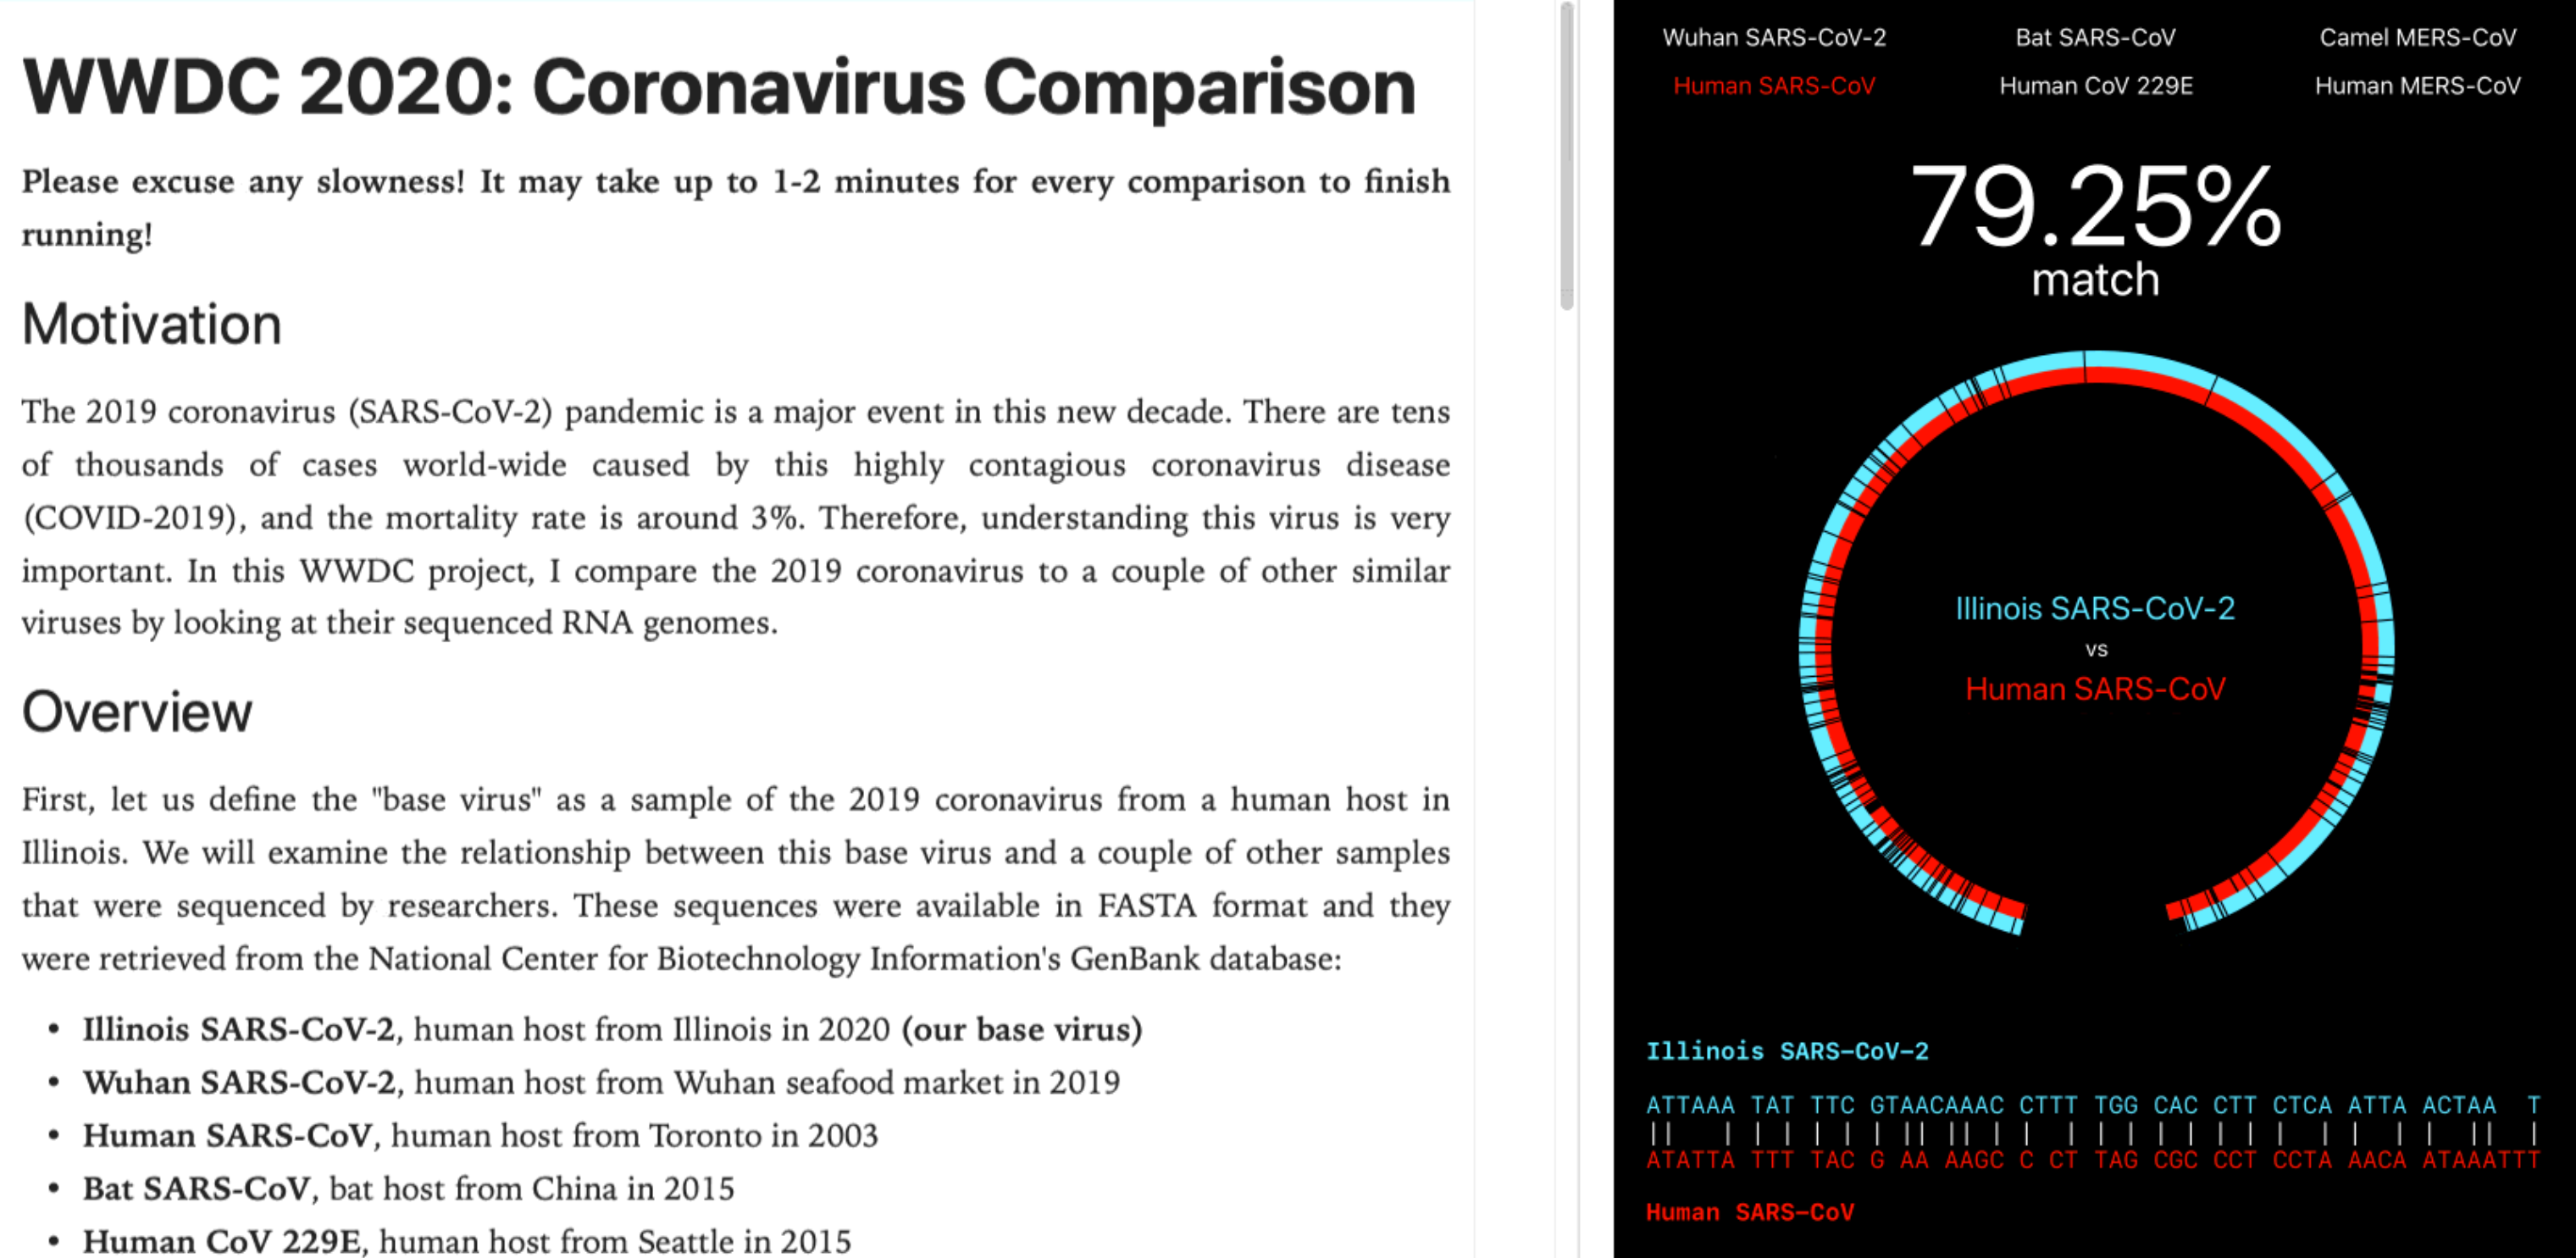 WWDC 2020: Coronavirus Comparison
Please excuse any slowness! It may take up to 1-2 minutes for every comparison to finish
running!
Motivation
The 2019 coronavirus (SARS-CoV-2) pandemic is a major event in this new decade. There are tens
of thousands of cases world-wide caused by this highly contagious coronavirus disease
(COVID-2019), and the mortality rate is around 3%. Therefore, understanding this virus is very
important. In this WWDC project, I compare the 2019 coronavirus to a couple of other similar
viruses by looking at their sequenced RNA genomes.
Overview
First, let us define the "base virus" as a sample of the 2019 coronavirus from a human host in
Illinois. We will examine the relationship between this base virus and a couple of other samples
that were sequenced by researchers. These sequences were available in FASTA format and they
were retrieved from the National Center for Biotechnology Information's GenBank database:
• Illinois SARS-CoV-2, human host from Illinois in 2020 (our base virus)
• Wuhan SARS-CoV-2, human host from Wuhan seafood market in 2019
• Human SARS-CoV, human host from Toronto in 2003
• Bat SARS-CoV, bat host from China in 2015
• Human CoV 229E, human host from Seattle in 2015
Wuhan SARS-CoV-2 Bat SARS-CoV Camel MERS-CoV
Human SARS-CoV Human CoV 229E Human MERS-CoV
79.25%
match
Illinois SARS-CoV-2
vs
Human SARS-CoV
Illinois SARS-CoV-2
ATTAAA TAT TTC GTAACAAAC CTTT TGG CAC CTT CTCA ATTA ACTAA T
ATATTA TTT TAC G AA AAGC C CT TAG CGC CCT CCTA AACA ATAAATTT
Human SARS-CoV